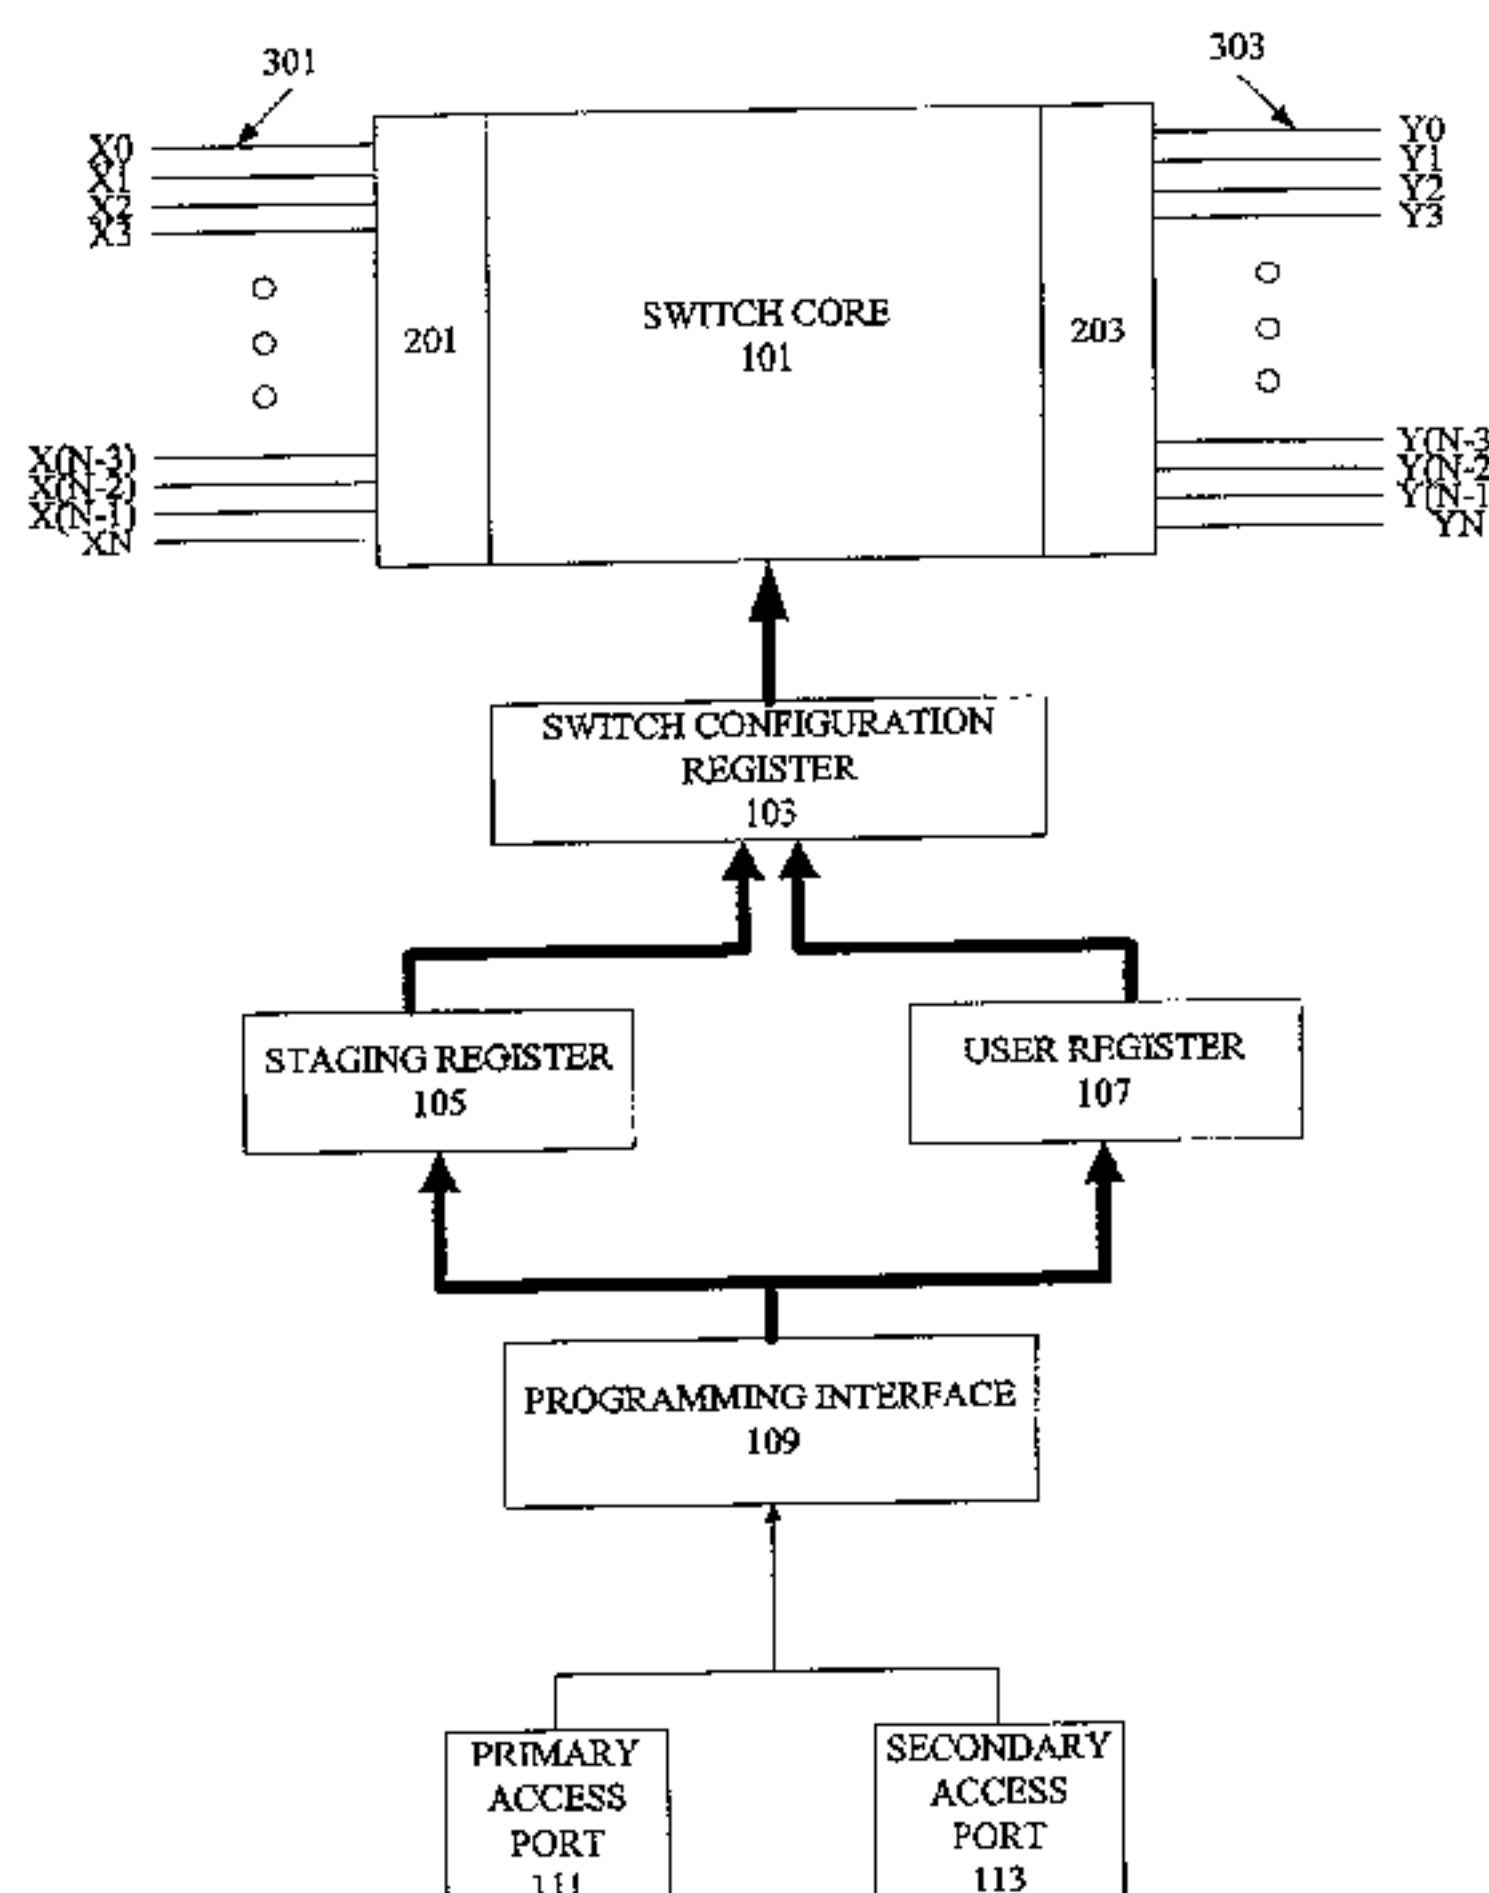 301
303
X0
X1
X2
X3
Y0
Y1
Y2
Y3
201
SWITCH CORE
101
203
X(N-3)
X(N-2)
X(N-1)
XN
Y(N-3
Y(N-2
Y(N-1
YN
SWITCH CONFIGURATION
REGISTER
103
STAGING REGISTER
105
USER REGISTER
107
PROGRAMMING INTERFACE
109
PRIMARY
ACCESS
PORT
111
SECONDARY
ACCESS
PORT
113